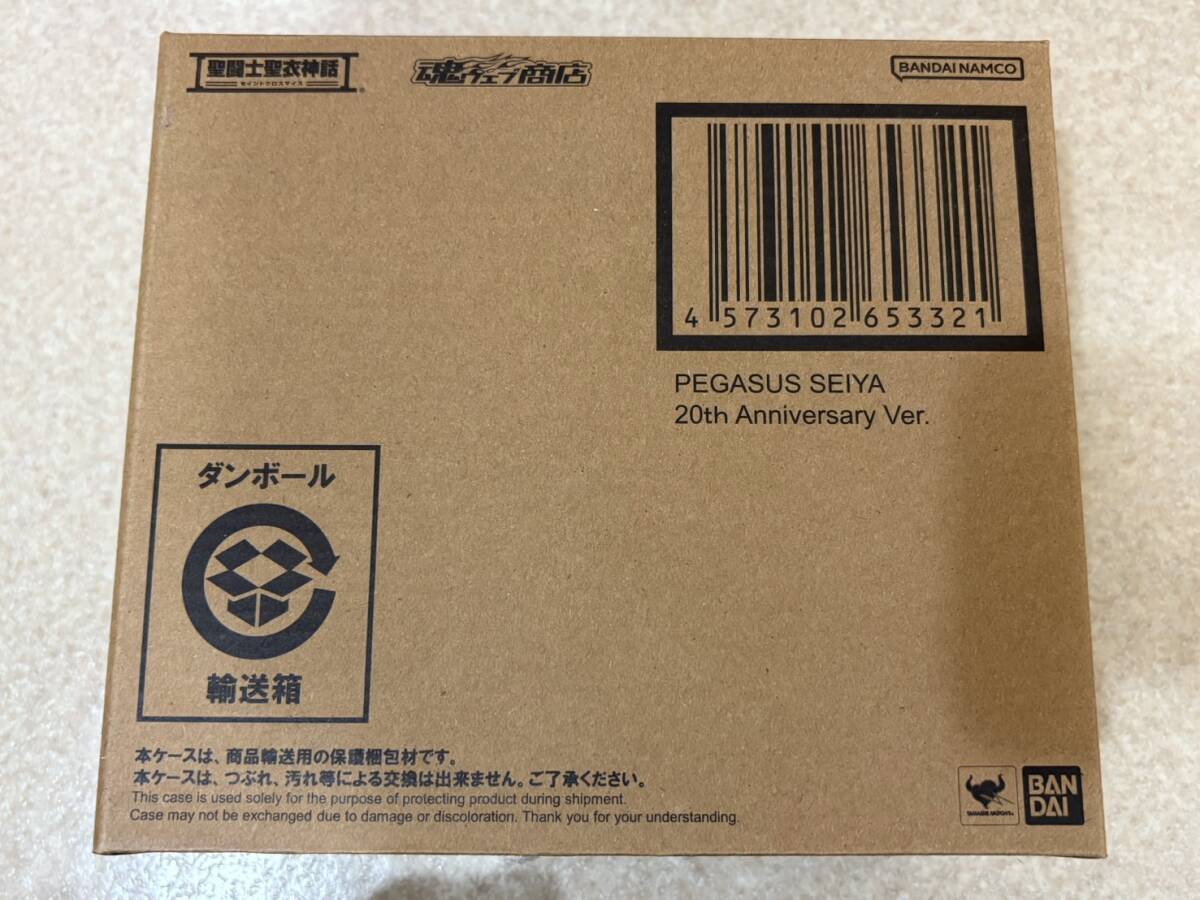 聖闘士聖衣神話
セイントクロスマイス
魂ウェブ商店
BANDAI NAMCO
4 573102 653321
PEGASUS SEIYA
20th Anniversary Ver.
ダンボール
輸送箱
本ケースは、商品輸送用の保護梱包材です。
本ケースは、つぶれ、汚れ等による交換は出来ません。ご了承ください。
This case is used solely for the purpose of protecting product during shipment.
Case may not be exchanged due to damage or discoloration. Thank you for your understanding.
TAMASHII NATIONS
BAN
DAI